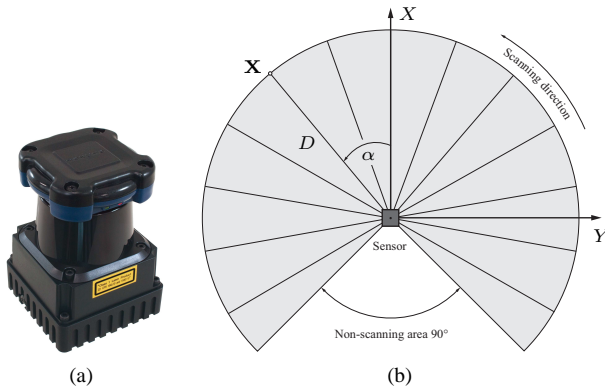 X
X
Scanning direction
D
α
Y
Sensor
Non-scanning area 90°
(a)
(b)